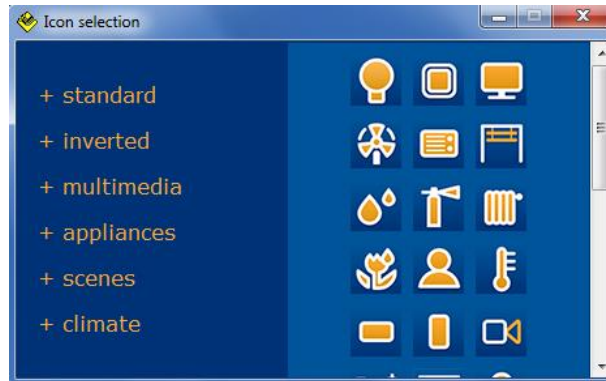 Icon selection
+ standard
+ inverted
+ multimedia
+ appliances
+ scenes
+ climate